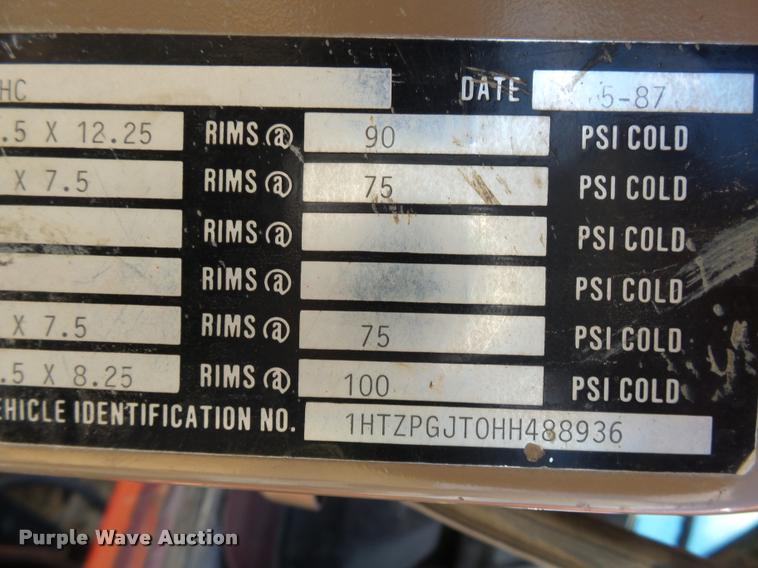 HC DATE 5-87
.5 X 12.25 RIMS @ 90 PSI COLD
X 7.5 RIMS @ 75 PSI COLD
RIMS @ PSI COLD
RIMS @ PSI COLD
X 7.5 RIMS @ 75 PSI COLD
.5 X 8.25 RIMS @ 100 PSI COLD
EHICLE IDENTIFICATION NO. 1HTZPGJT0HH488936
Purple Wave Auction